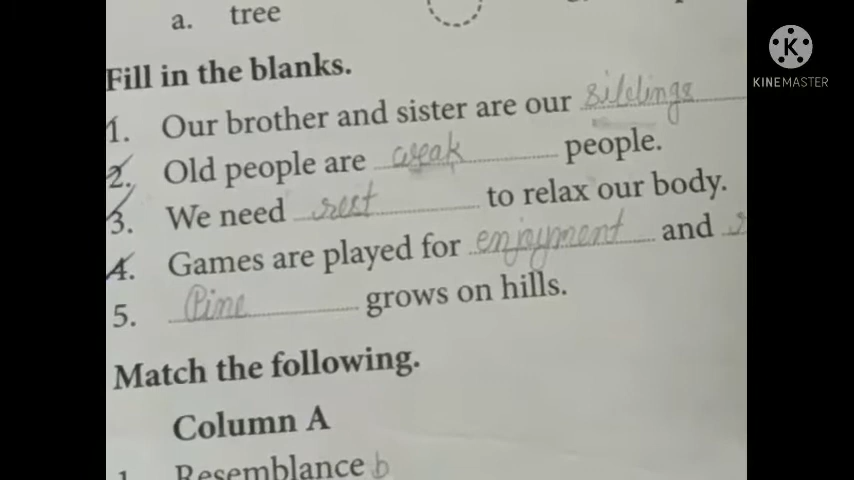 a. tree
K
KINEMASTER
Fill in the blanks.
1. Our brother and sister are our siblings
2. Old people are weak people.
3. We need rest to relax our body.
4. Games are played for enjoyment and
5. Pine grows on hills.
Match the following.
Column A
1. Resemblance b